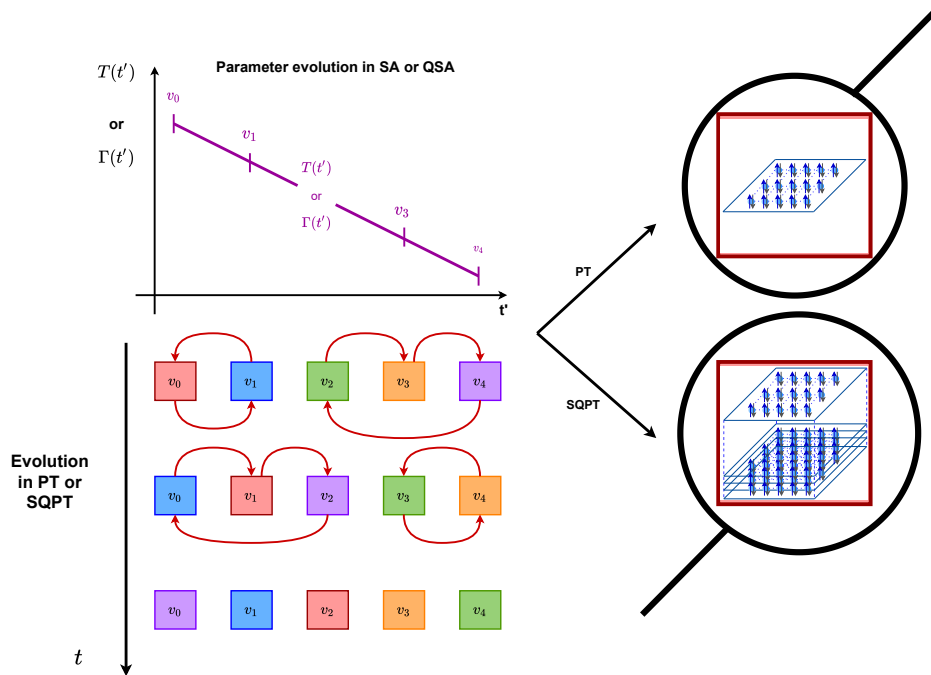 Parameter evolution in SA or QSA
T(t')
or
Γ(t')
v₀
v₁
T(t')
or
Γ(t')
v₃
v₄
t'
PT
SQPT
v₀ v₁ v₂ v₃ v₄
Evolution
in PT or
SQPT
v₀ v₁ v₂ v₃ v₄
v₀ v₁ v₂ v₃ v₄
t